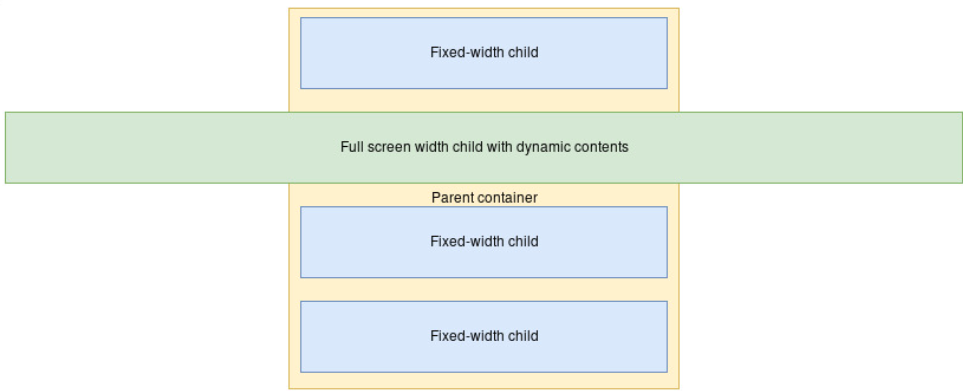 Fixed-width child
Full screen width child with dynamic contents
Parent container
Fixed-width child
Fixed-width child